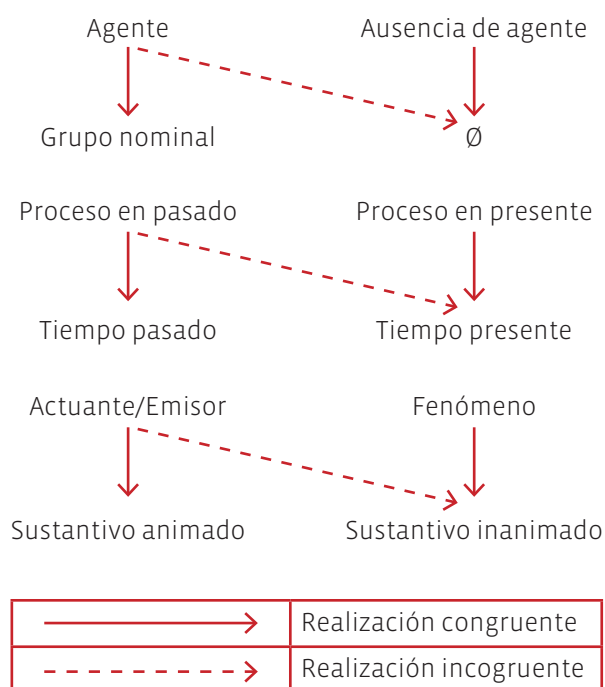 Agente Ausencia de agente
Grupo nominal Ø
Proceso en pasado Proceso en presente
Tiempo pasado Tiempo presente
Actuante/Emisor Fenómeno
Sustantivo animado Sustantivo inanimado
Realización congruente
Realización incogruente